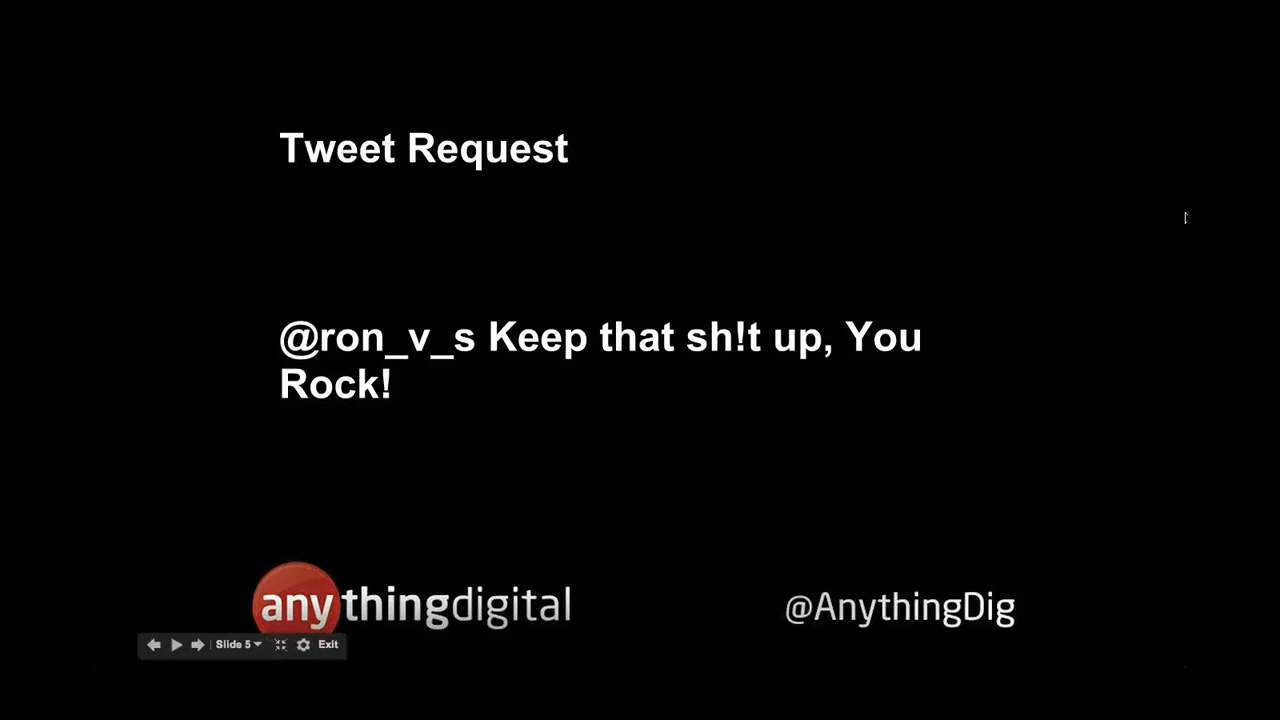 Tweet Request
@ron_v_s Keep that sh!t up, You
Rock!
anythingdigital
@AnythingDig
Slide 5
Exit